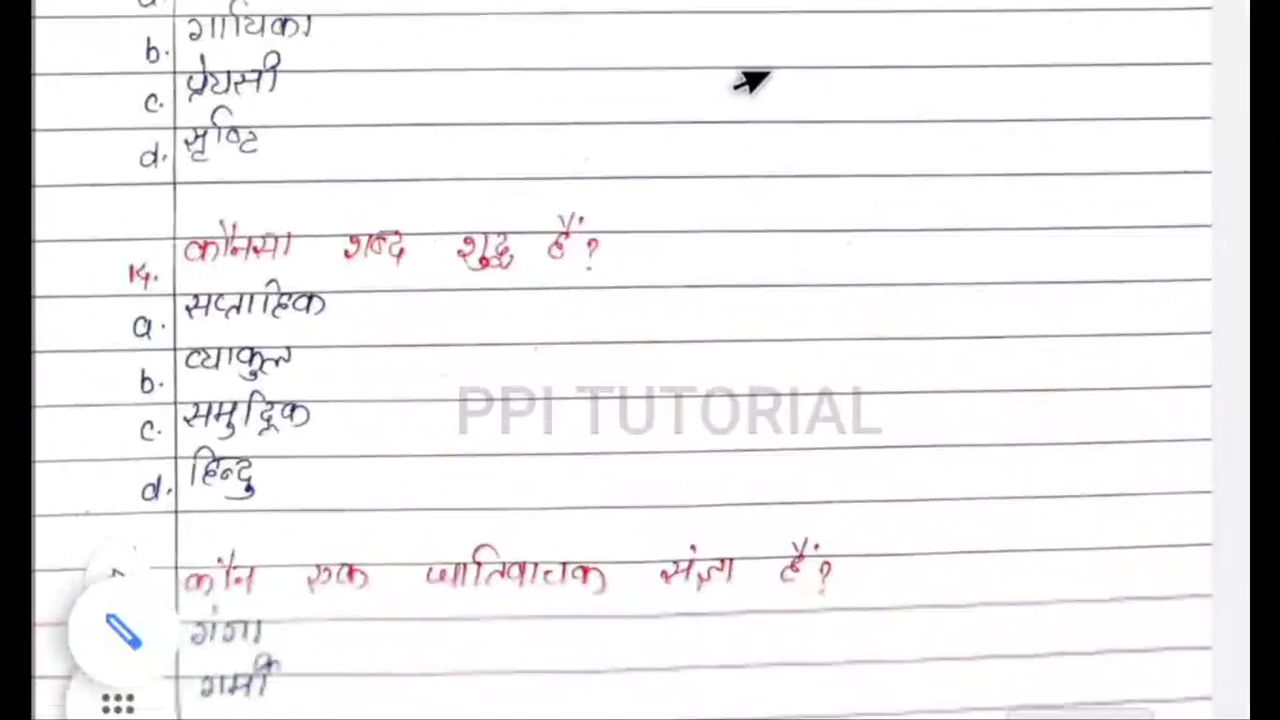 b. गायिका
c. प्रेयसी
d. सृष्टि
14. कौनसा शब्द शुद्ध हैं?
a. सप्ताहिक
b. व्याकुल
c. समुद्रिक
d. हिन्दु
PPI TUTORIAL
कौन एक जातिवाचक संज्ञा हैं?
गंगा
गर्मी